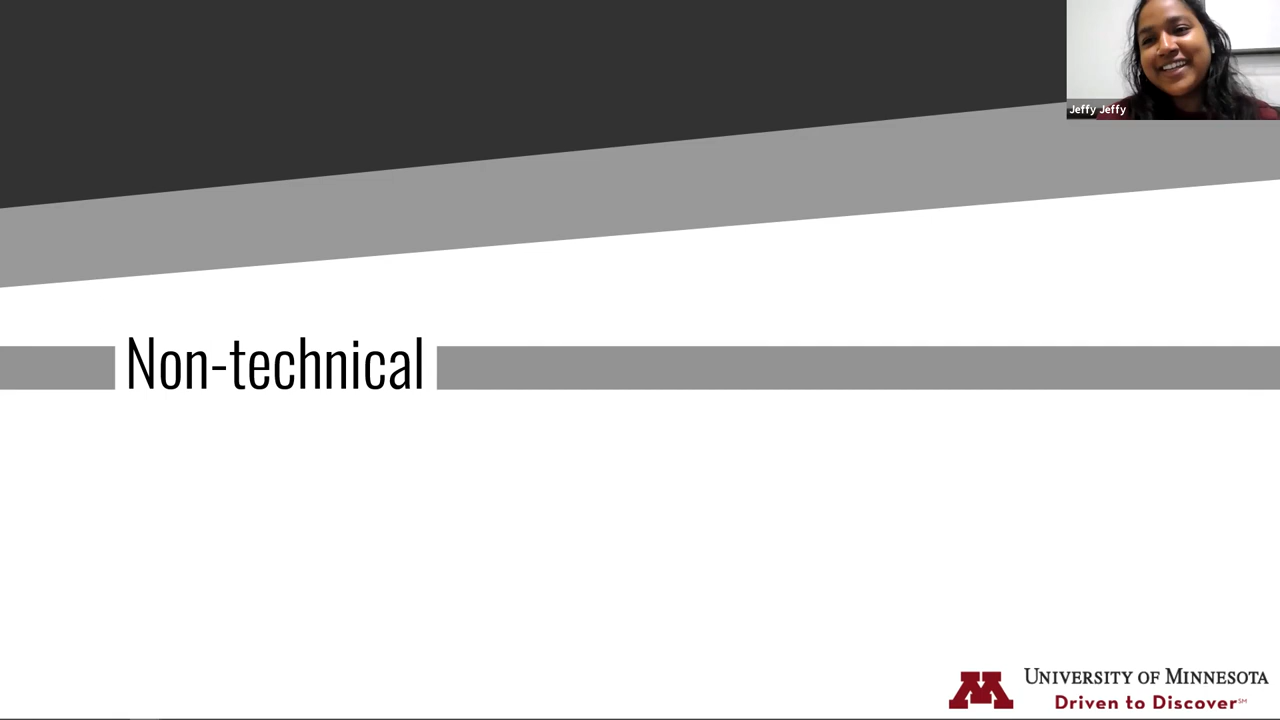 Jeffy Jeffy
Non-technical
UNIVERSITY OF MINNESOTA
Driven to Discover℠